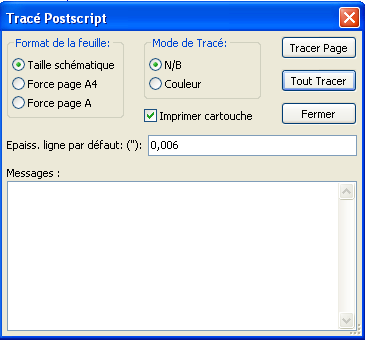 Tracé Postscript
Format de la feuille:
Taille schématique
Force page A4
Force page A
Mode de Tracé:
N/B
Couleur
Imprimer cartouche
Tracer Page
Tout Tracer
Fermer
Epaiss. ligne par défaut: ("): 0,006
Messages :